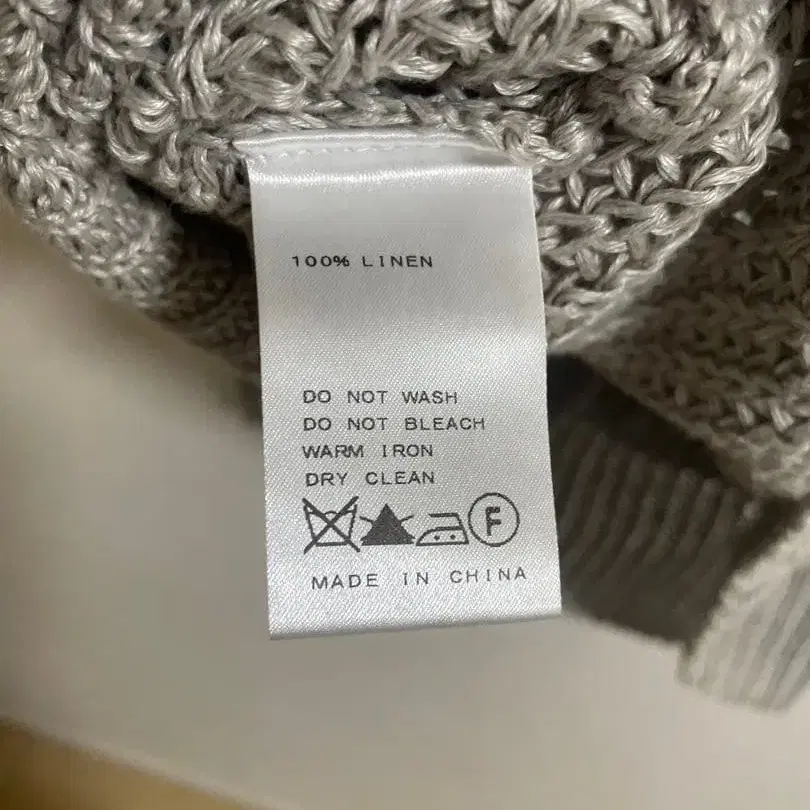 100% LINEN
DO NOT WASH
DO NOT BLEACH
WARM IRON
DRY CLEAN
F
MADE IN CHINA